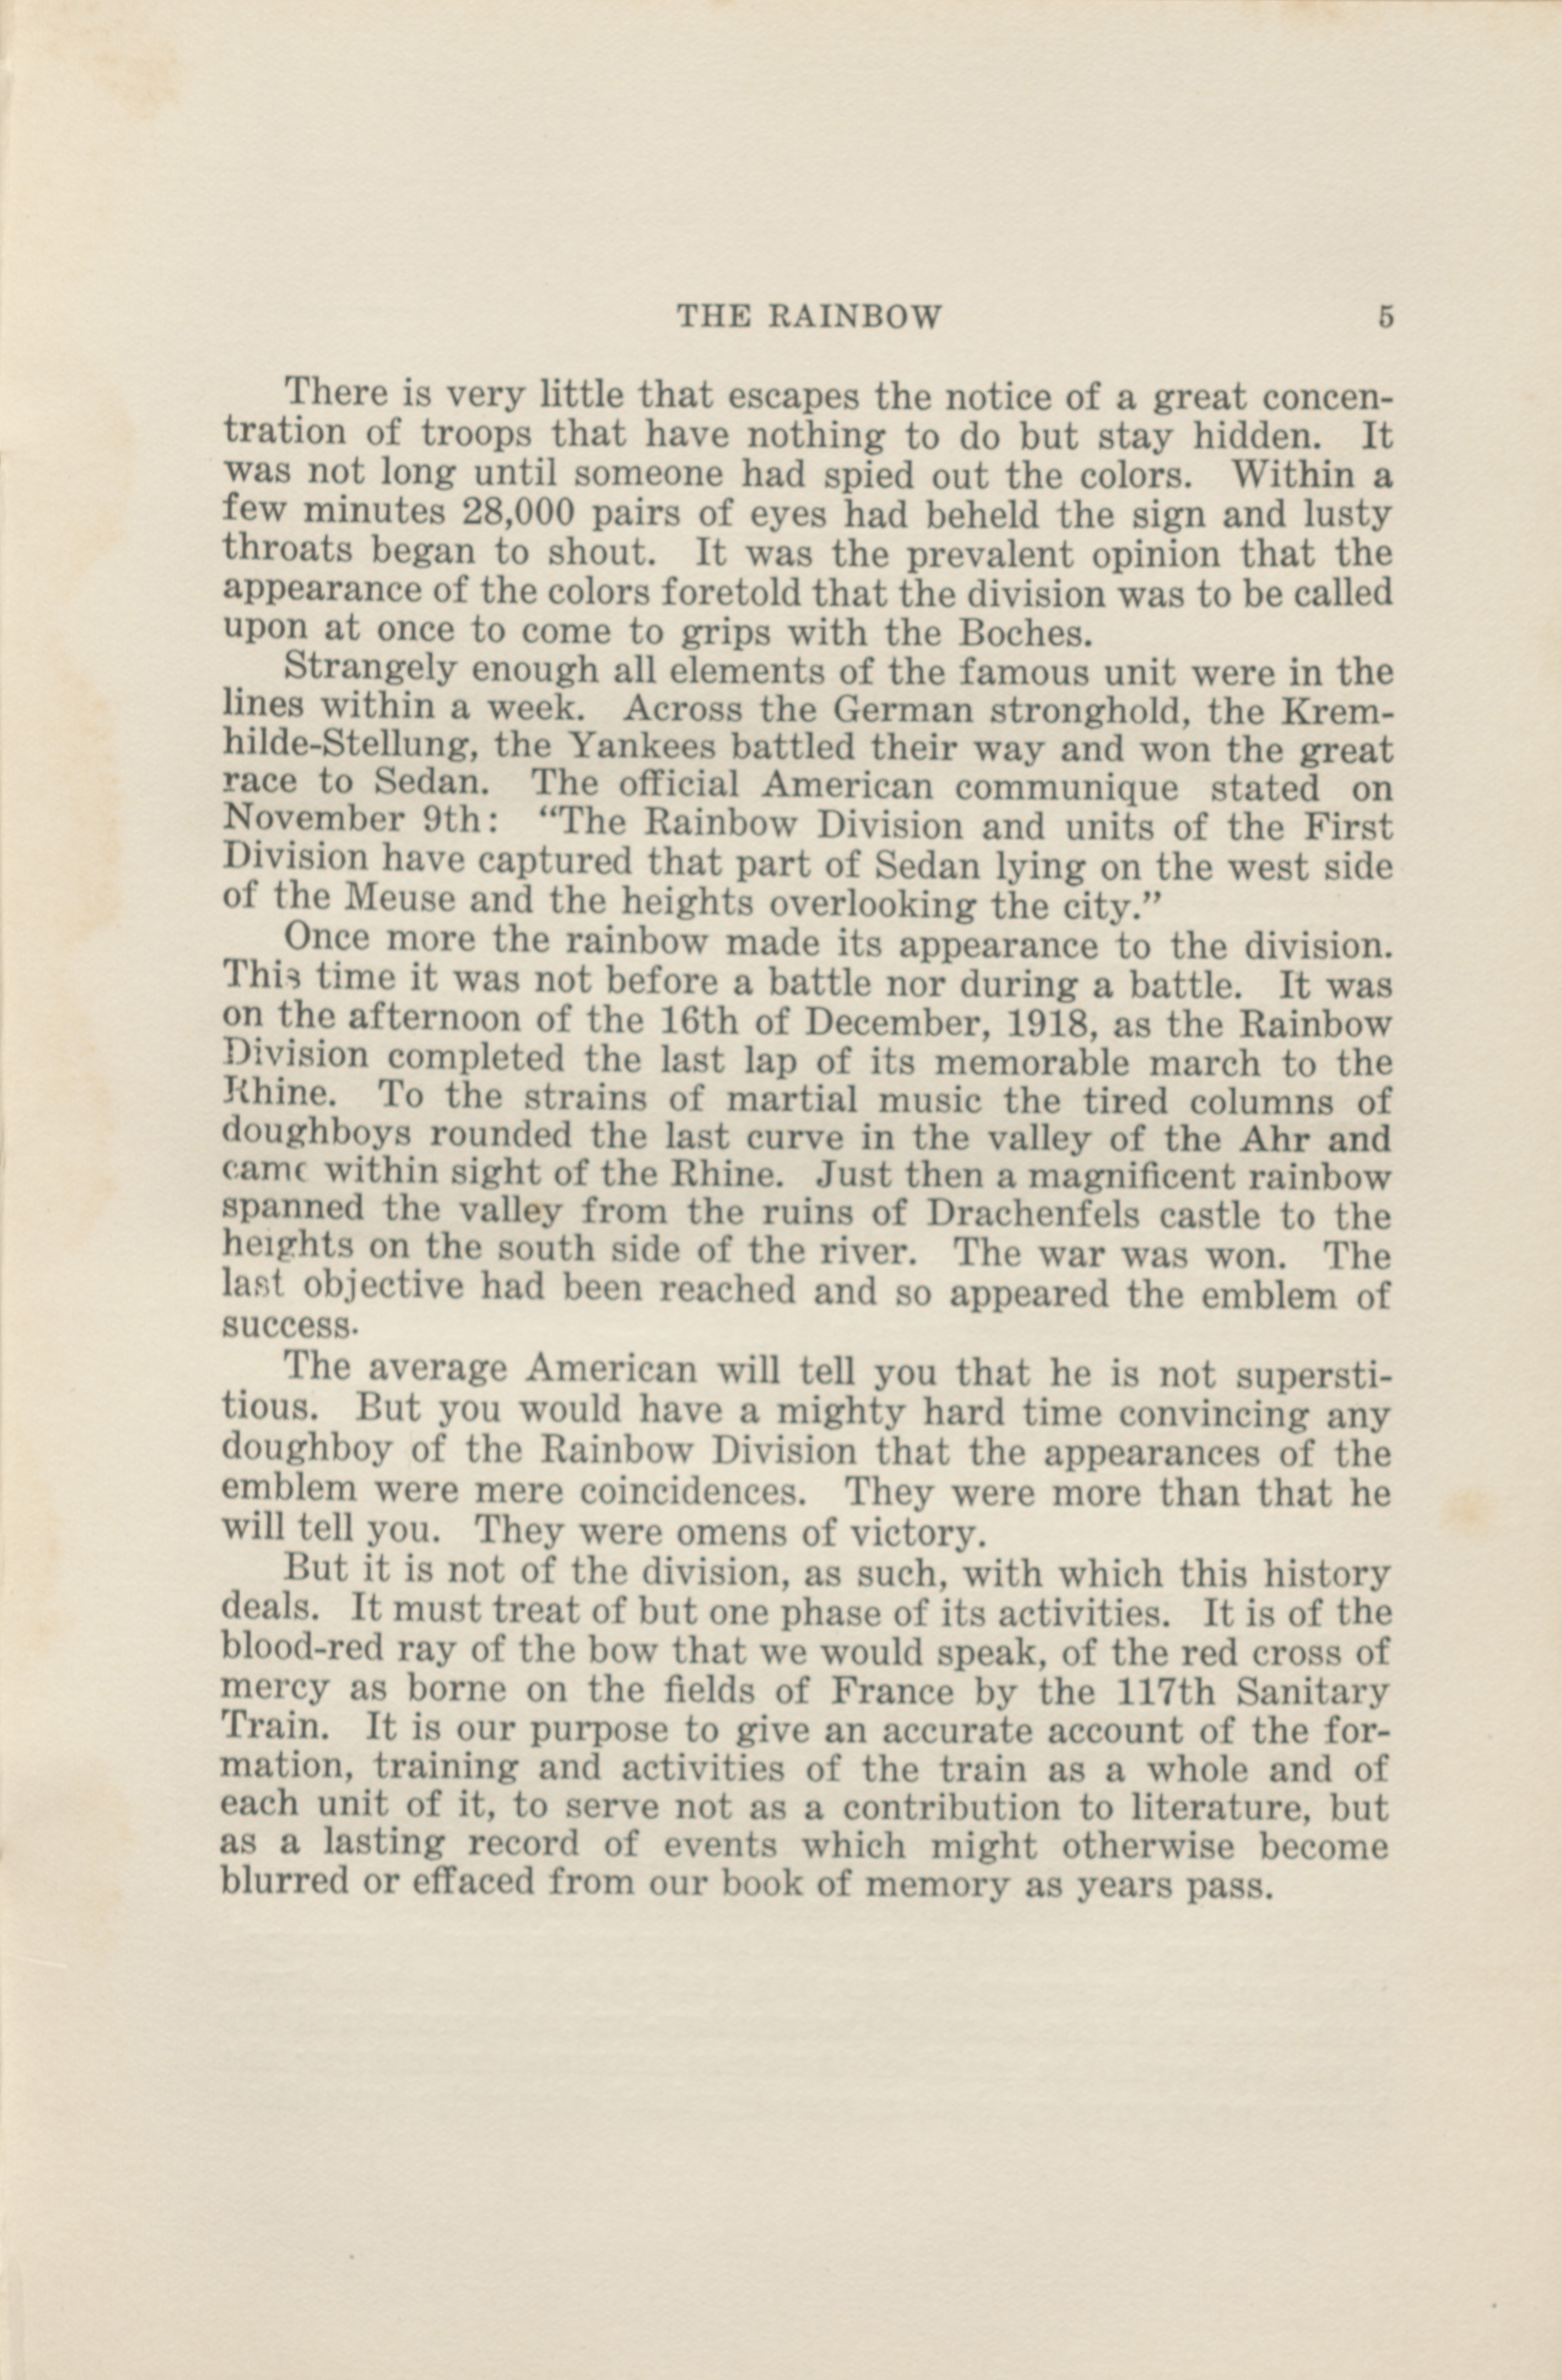 THE RAINBOW 5
There is very little that escapes the notice of a great concen-
tration of troops that have nothing to do but stay hidden. It
was not long until someone had spied out the colors. Within a
few minutes 28,000 pairs of eyes had beheld the sign and lusty
throats began to shout. It was the prevalent opinion that the
appearance of the colors foretold that the division was to be called
upon at once to come to grips with the Boches.
Strangely enough all elements of the famous unit were in the
lines within a week. Across the German stronghold, the Krem-
hilde-Stellung, the Yankees battled their way and won the great
race to Sedan. The official American communique stated on
November 9th: “The Rainbow Division and units of the First
Division have captured that part of Sedan lying on the west side
of the Meuse and the heights overlooking the city.”
Once more the rainbow made its appearance to the division.
This time it was not before a battle nor during a battle. It was
on the afternoon of the 16th of December, 1918, as the Rainbow
Division completed the last lap of its memorable march to the
Rhine. To the strains of martial music the tired columns of
doughboys rounded the last curve in the valley of the Ahr and
came within sight of the Rhine. Just then a magnificent rainbow
spanned the valley from the ruins of Drachenfels castle to the
heights on the south side of the river. The war was won. The
last objective had been reached and so appeared the emblem of
success.
The average American will tell you that he is not supersti-
tious. But you would have a mighty hard time convincing any
doughboy of the Rainbow Division that the appearances of the
emblem were mere coincidences. They were more than that he
will tell you. They were omens of victory.
But it is not of the division, as such, with which this history
deals. It must treat of but one phase of its activities. It is of the
blood-red ray of the bow that we would speak, of the red cross of
mercy as borne on the fields of France by the 117th Sanitary
Train. It is our purpose to give an accurate account of the for-
mation, training and activities of the train as a whole and of
each unit of it, to serve not as a contribution to literature, but
as a lasting record of events which might otherwise become
blurred or effaced from our book of memory as years pass.